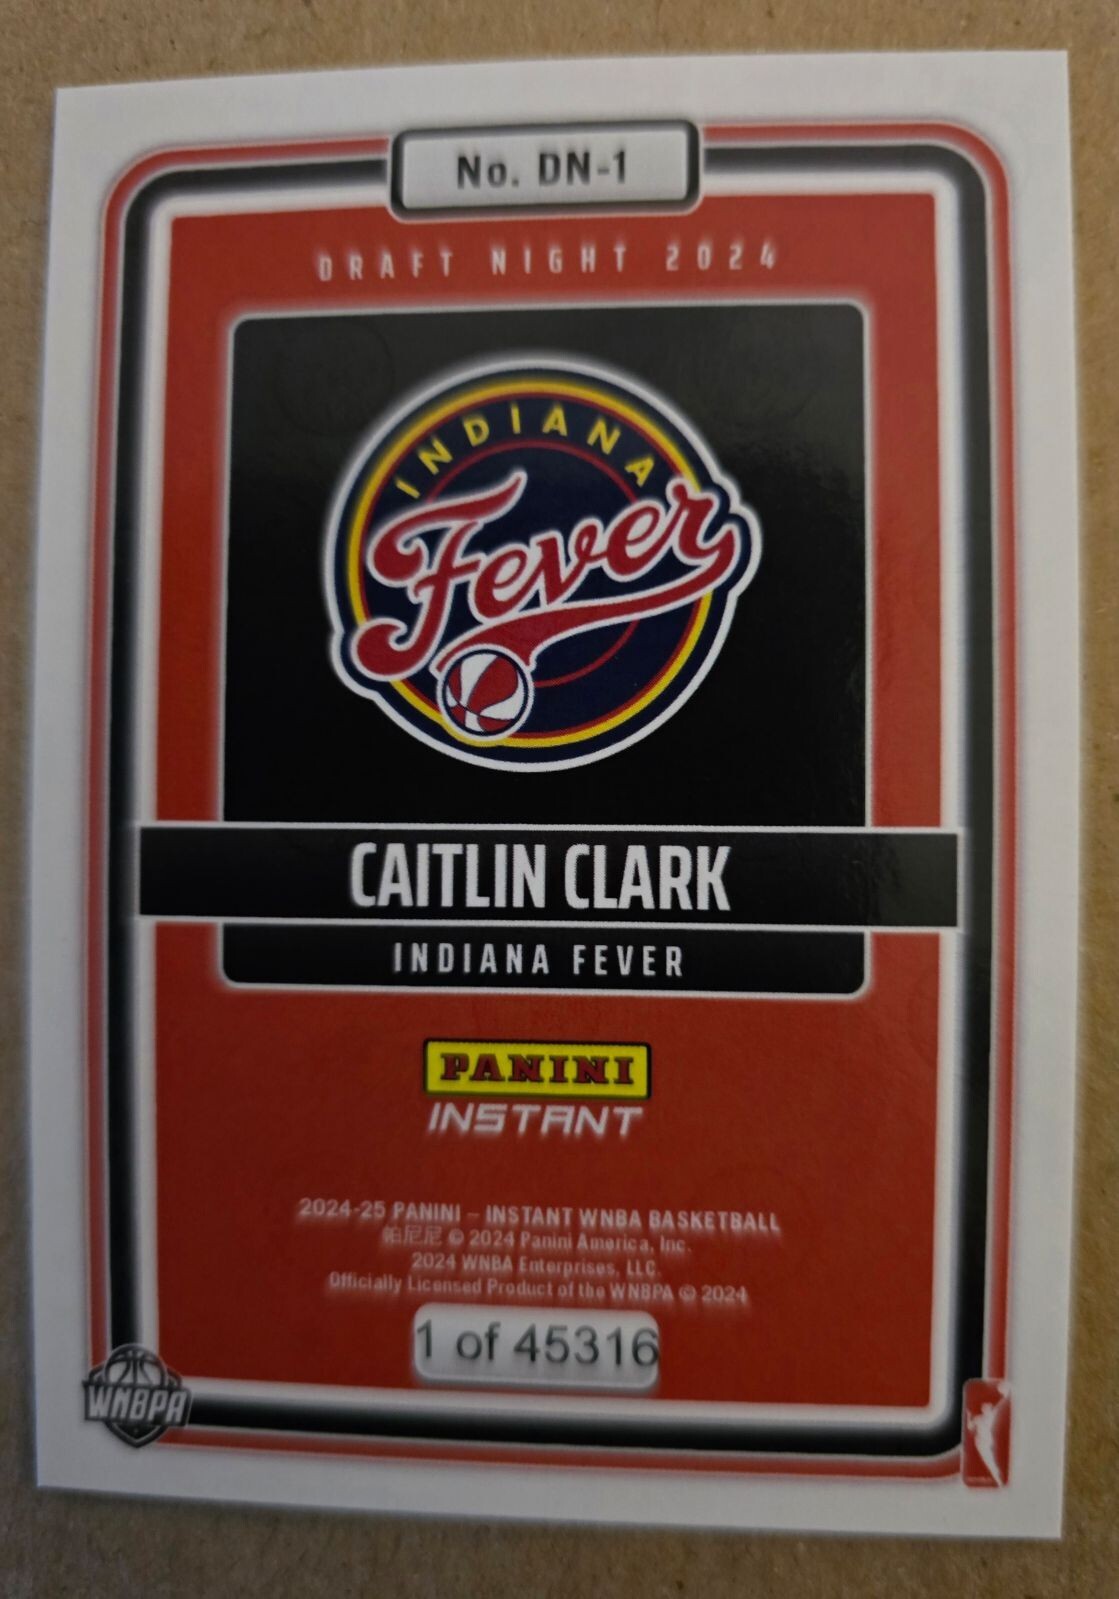 No. DN-1
DRAFT NIGHT 2024
INDIANA
Fever
CAITLIN CLARK
INDIANA FEVER
PANINI
INSTANT
2024-25 PANINI – INSTANT WNBA BASKETBALL
帕尼尼 © 2024 Panini America, Inc.
2024 WNBA Enterprises, LLC.
Officially Licensed Product of the WNBPA © 2024
1 of 45316
WNBPA